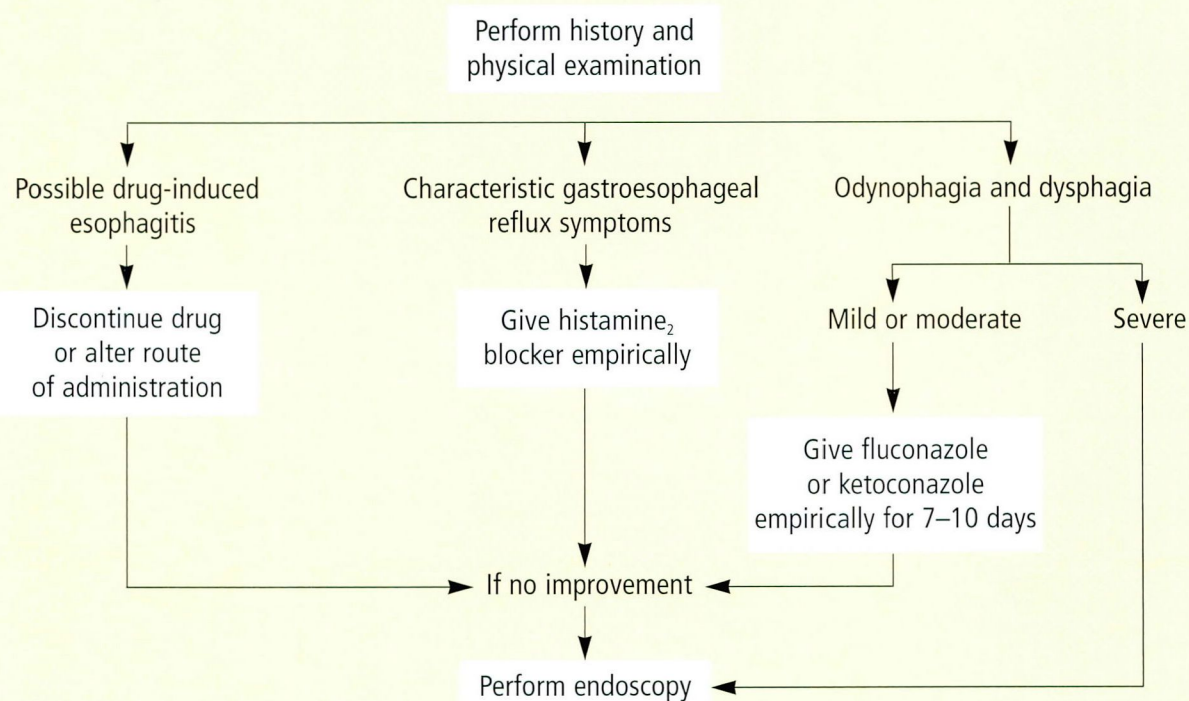 Perform history and
physical examination
Possible drug-induced
esophagitis
Characteristic gastroesophageal
reflux symptoms
Odynophagia and dysphagia
Discontinue drug
or alter route
of administration
Give histamine₂
blocker empirically
Mild or moderate
Severe
Give fluconazole
or ketoconazole
empirically for 7–10 days
If no improvement
Perform endoscopy